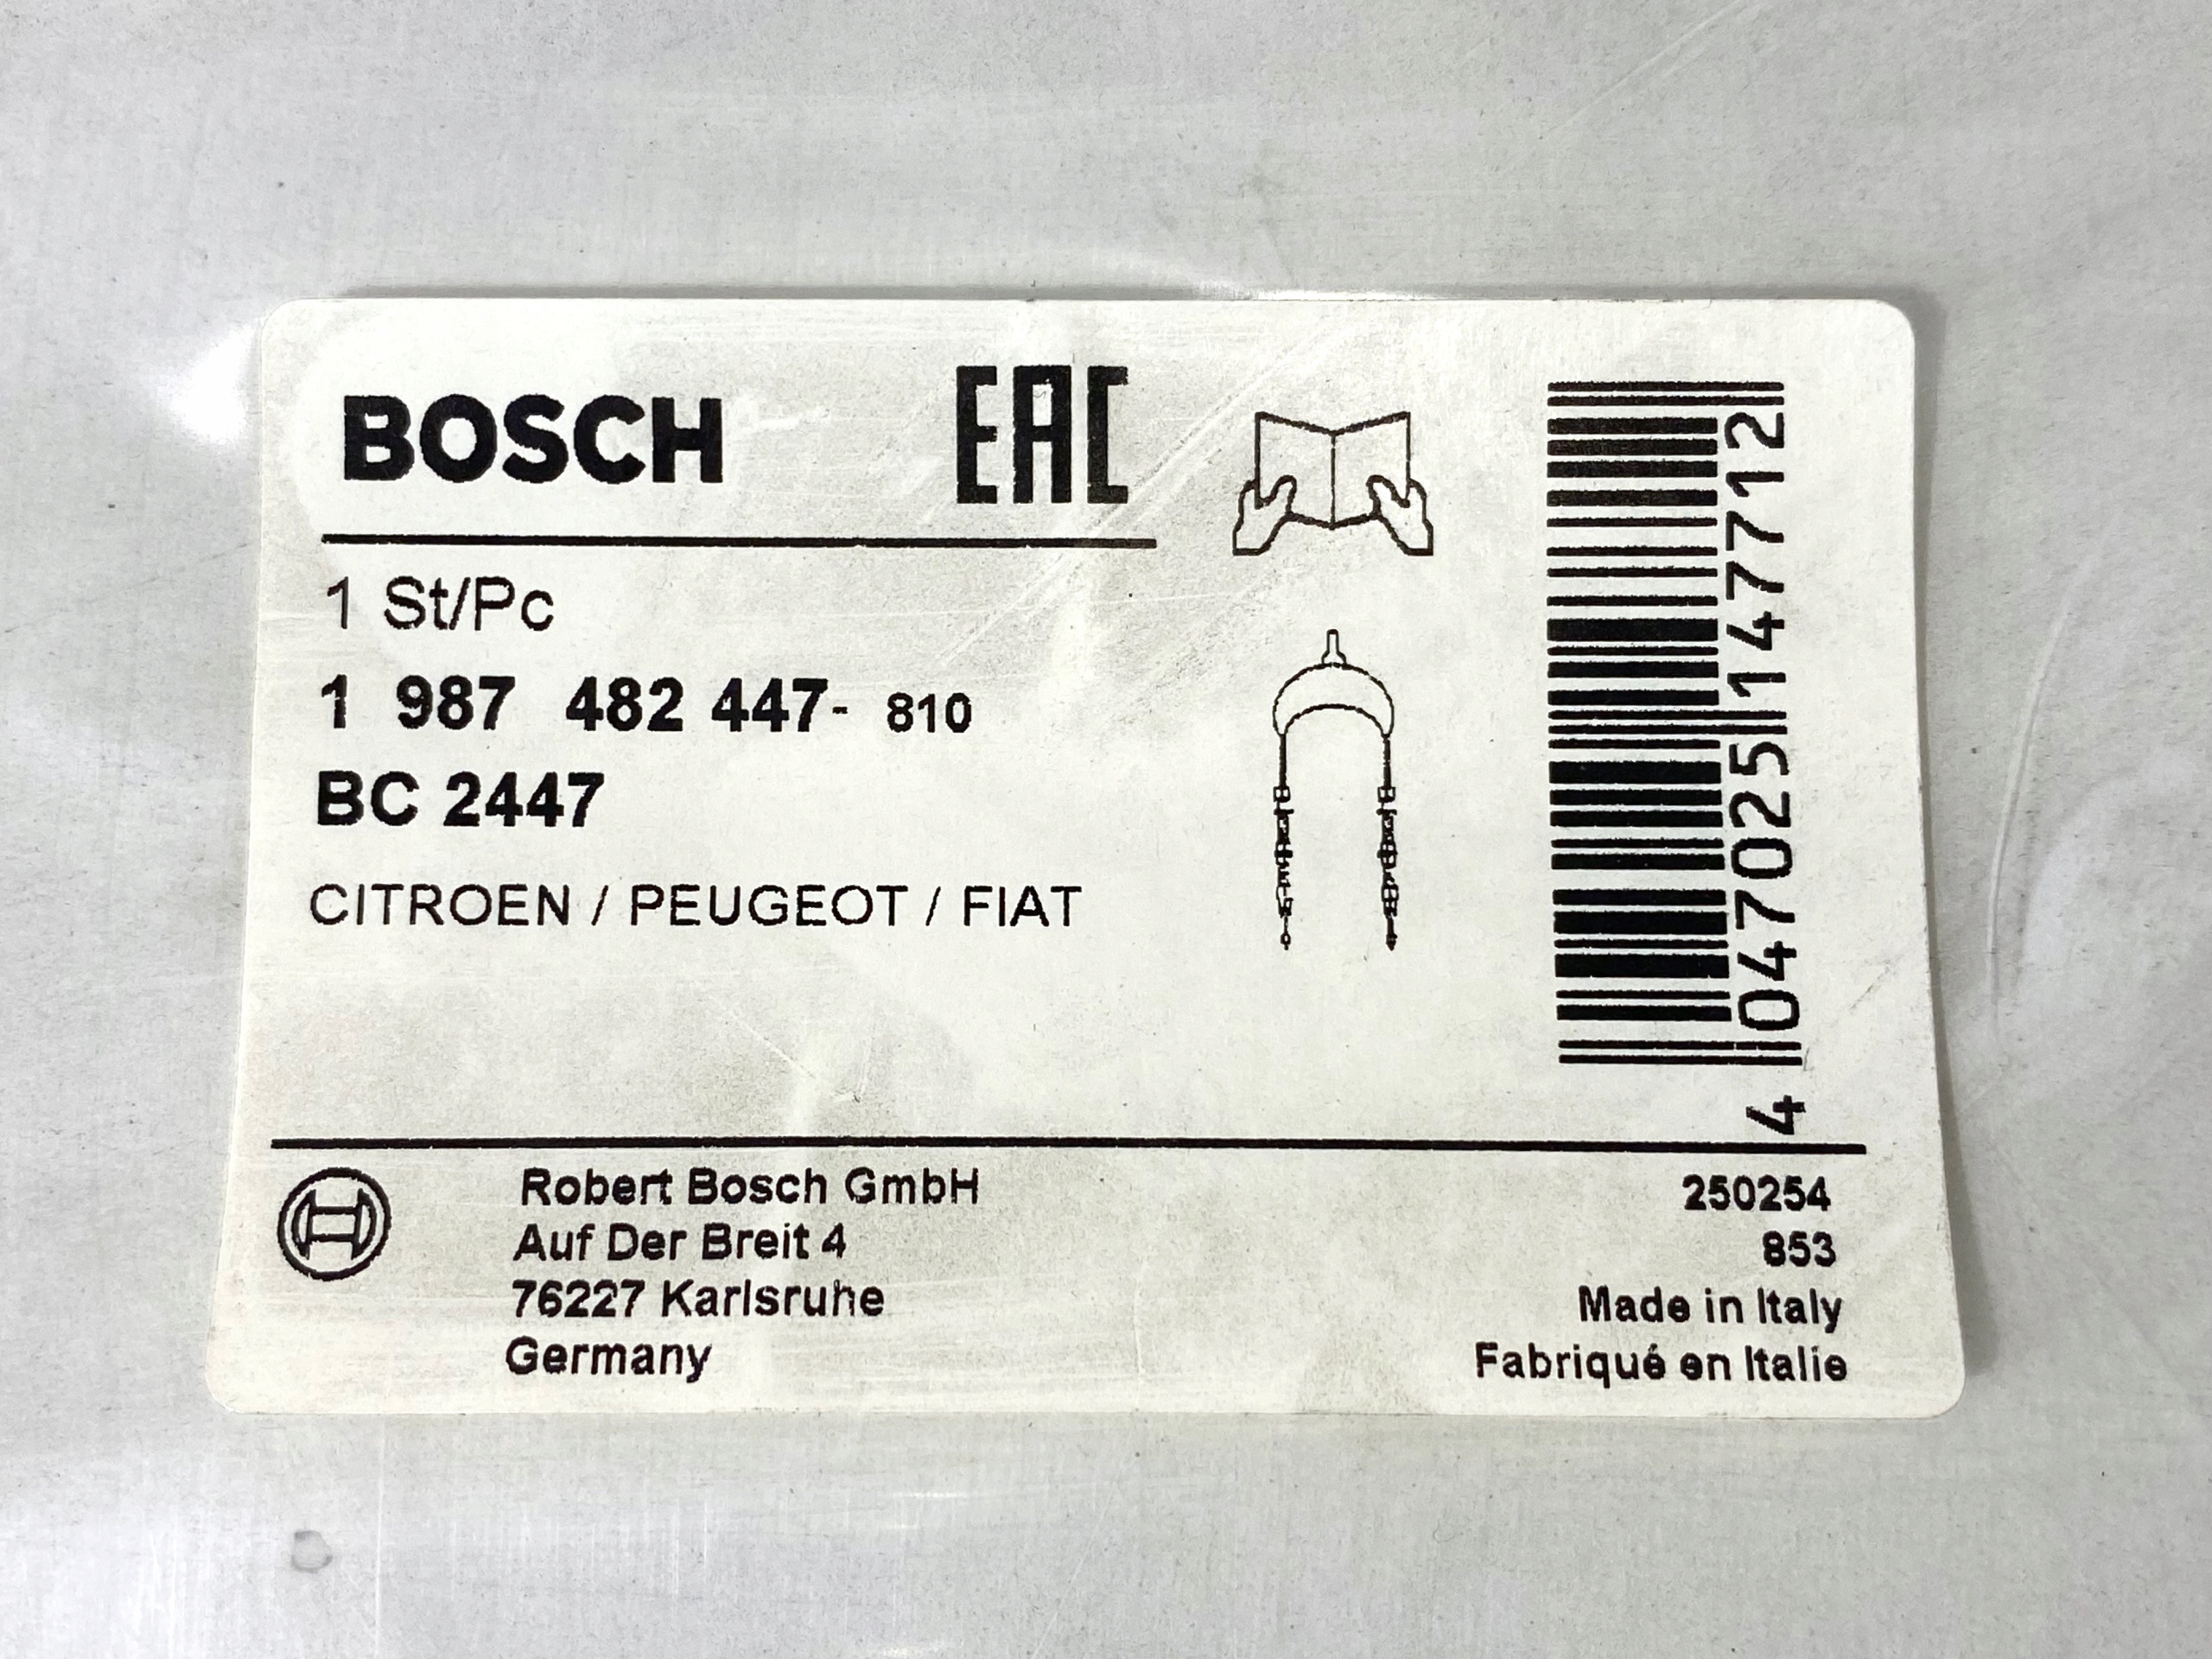 BOSCH
EAC
1 St/Pc
1 987 482 447- 810
BC 2447
CITROEN / PEUGEOT / FIAT
4 047025 147712
Robert Bosch GmbH
Auf Der Breit 4
76227 Karlsruhe
Germany
250254
853
Made in Italy
Fabriqué en Italie